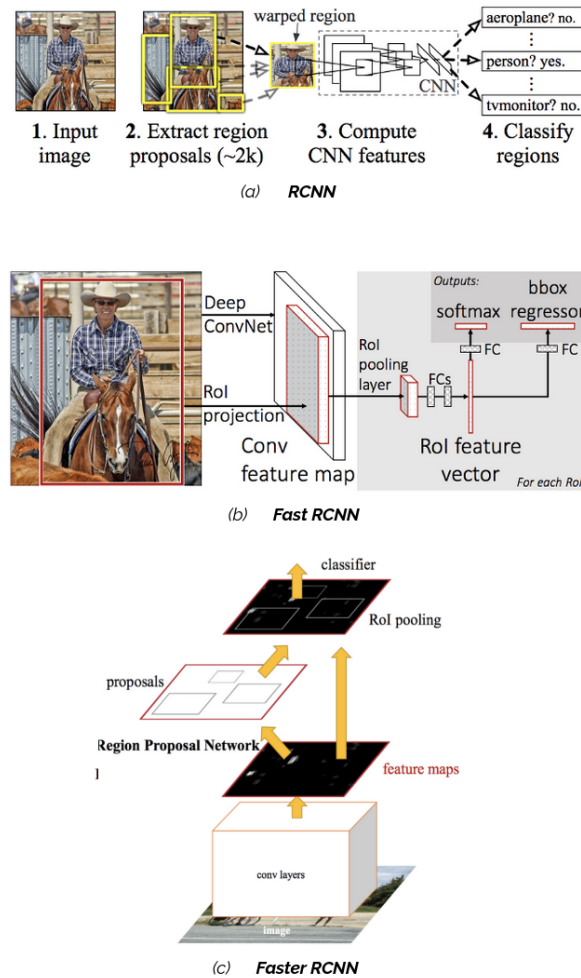 warped region
aeroplane? no.
person? yes.
tvmonitor? no.
CNN
1. Input image
2. Extract region proposals (~2k)
3. Compute CNN features
4. Classify regions
(a) RCNN
Outputs:
softmax
bbox regressor
Deep ConvNet
RoI projection
Conv feature map
RoI pooling layer
FCs
FC
FC
RoI feature vector
For each RoI
(b) Fast RCNN
classifier
RoI pooling
proposals
Region Proposal Network
feature maps
conv layers
image
(c) Faster RCNN